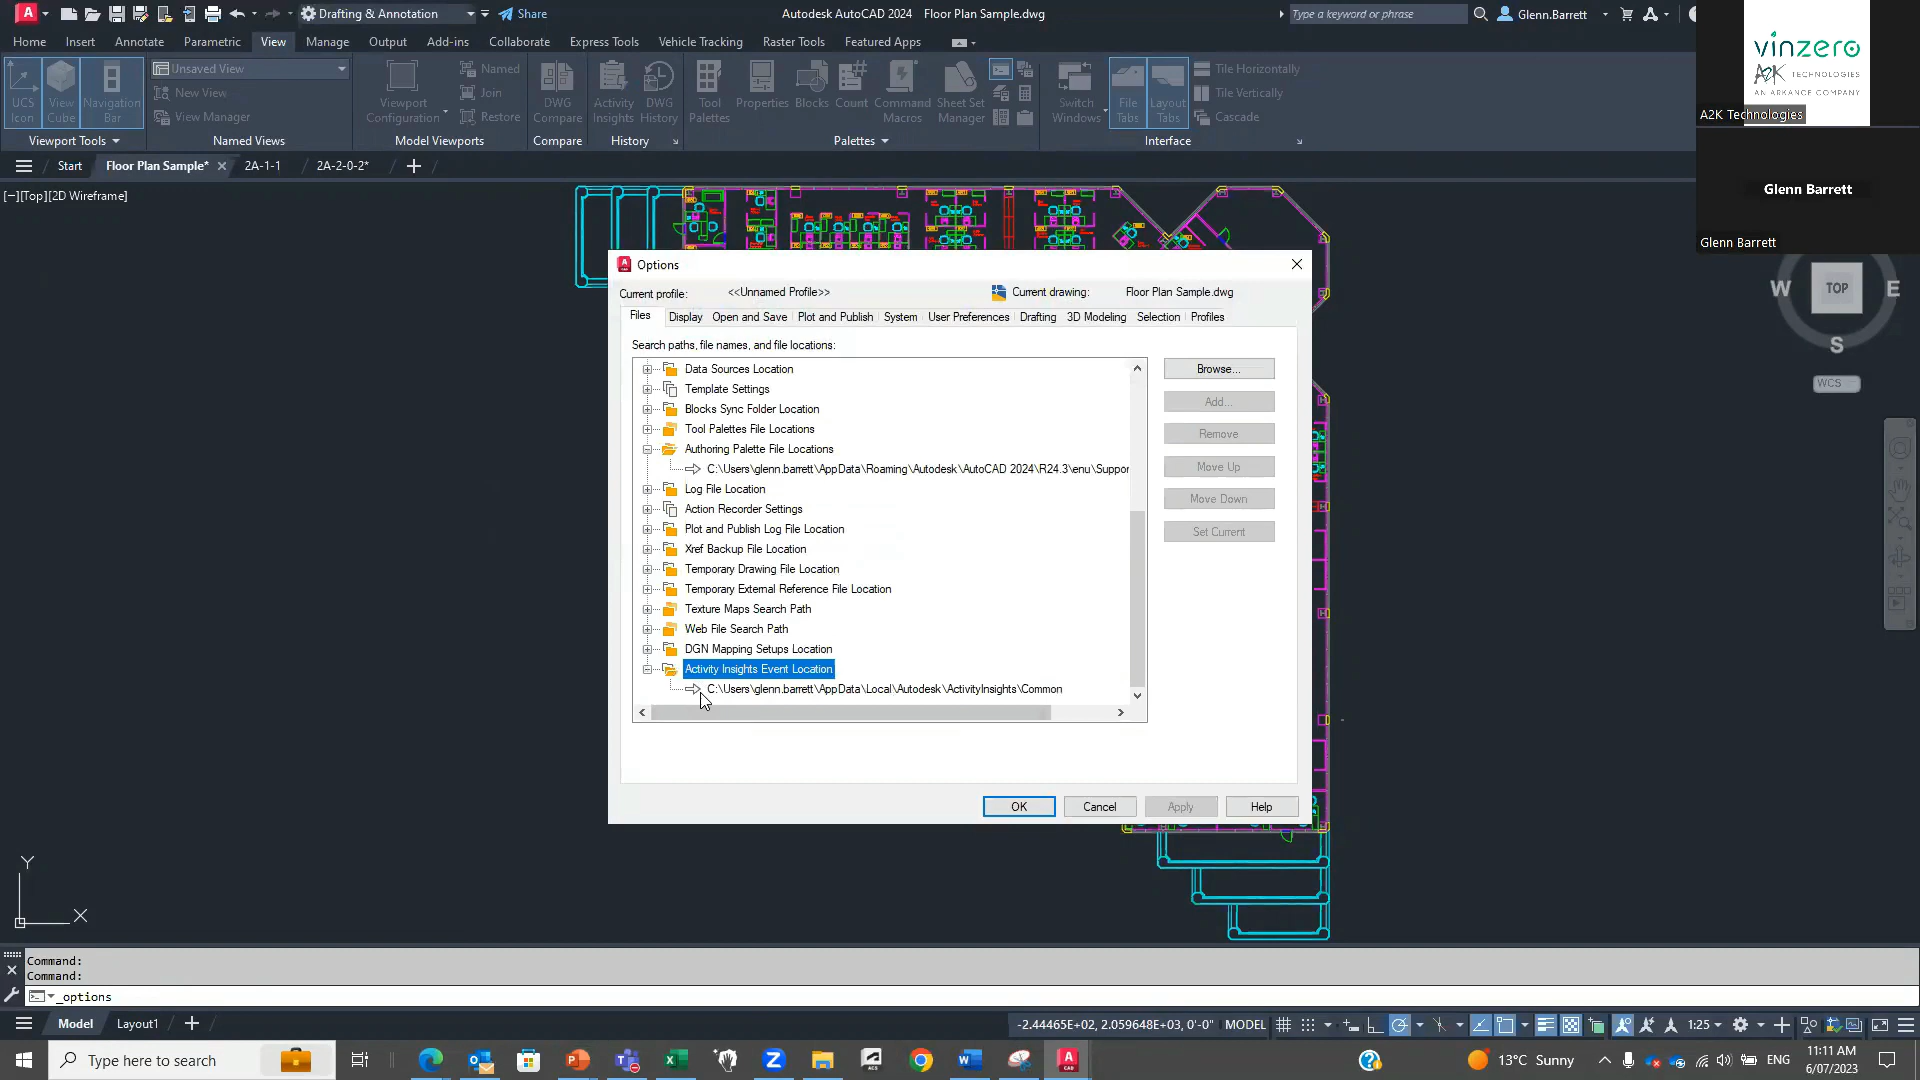 Drafting & Annotation
Share
Autodesk AutoCAD 2024 Floor Plan Sample.dwg
Type a keyword or phrase
Glenn.Barrett
Home Insert Annotate Parametric View Manage Output Add-ins Collaborate Express Tools Vehicle Tracking Raster Tools Featured Apps
UCS Icon
View Cube
Navigation Bar
Unsaved View
New View
View Manager
Viewport Configuration
Named
Join
Restore
DWG Compare
Activity Insights
DWG History
Tool Palettes
Properties
Blocks
Count
Command Macros
Sheet Set Manager
Switch Windows
File Tabs
Layout Tabs
Tile Horizontally
Tile Vertically
Cascade
Viewport Tools
Named Views
Model Viewports
Compare
History
Palettes
Interface
vinzero
A2K TECHNOLOGIES
AN ARKANCE COMPANY
A2K Technologies
Glenn Barrett
Glenn Barrett
Start
Floor Plan Sample*
2A-1-1
2A-2-0-2*
[−][Top][2D Wireframe]
W
TOP
E
S
WCS
Options
Current profile:
<<Unnamed Profile>>
Current drawing:
Floor Plan Sample.dwg
Files Display Open and Save Plot and Publish System User Preferences Drafting 3D Modeling Selection Profiles
Search paths, file names, and file locations:
Data Sources Location
Template Settings
Blocks Sync Folder Location
Tool Palettes File Locations
Authoring Palette File Locations
C:\Users\glenn.barrett\AppData\Roaming\Autodesk\AutoCAD 2024\R24.3\enu\Suppor
Log File Location
Action Recorder Settings
Plot and Publish Log File Location
Xref Backup File Location
Temporary Drawing File Location
Temporary External Reference File Location
Texture Maps Search Path
Web File Search Path
DGN Mapping Setups Location
Activity Insights Event Location
C:\Users\glenn.barrett\AppData\Local\Autodesk\ActivityInsights\Common
Browse...
Add...
Remove
Move Up
Move Down
Set Current
OK
Cancel
Apply
Help
Y
X
Command:
Command:
_options
Model
Layout1
-2.44465E+02, 2.059648E+03, 0'-0"
MODEL
1:25
Type here to search
13°C Sunny
ENG
11:11 AM
6/07/2023